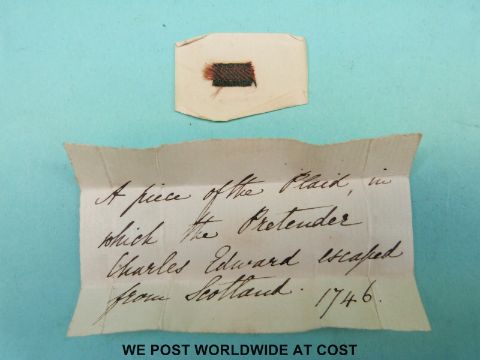 A piece of the Plaid, in
which the Pretender
Charles Edward escaped
from Scotland. 1746.
WE POST WORLDWIDE AT COST